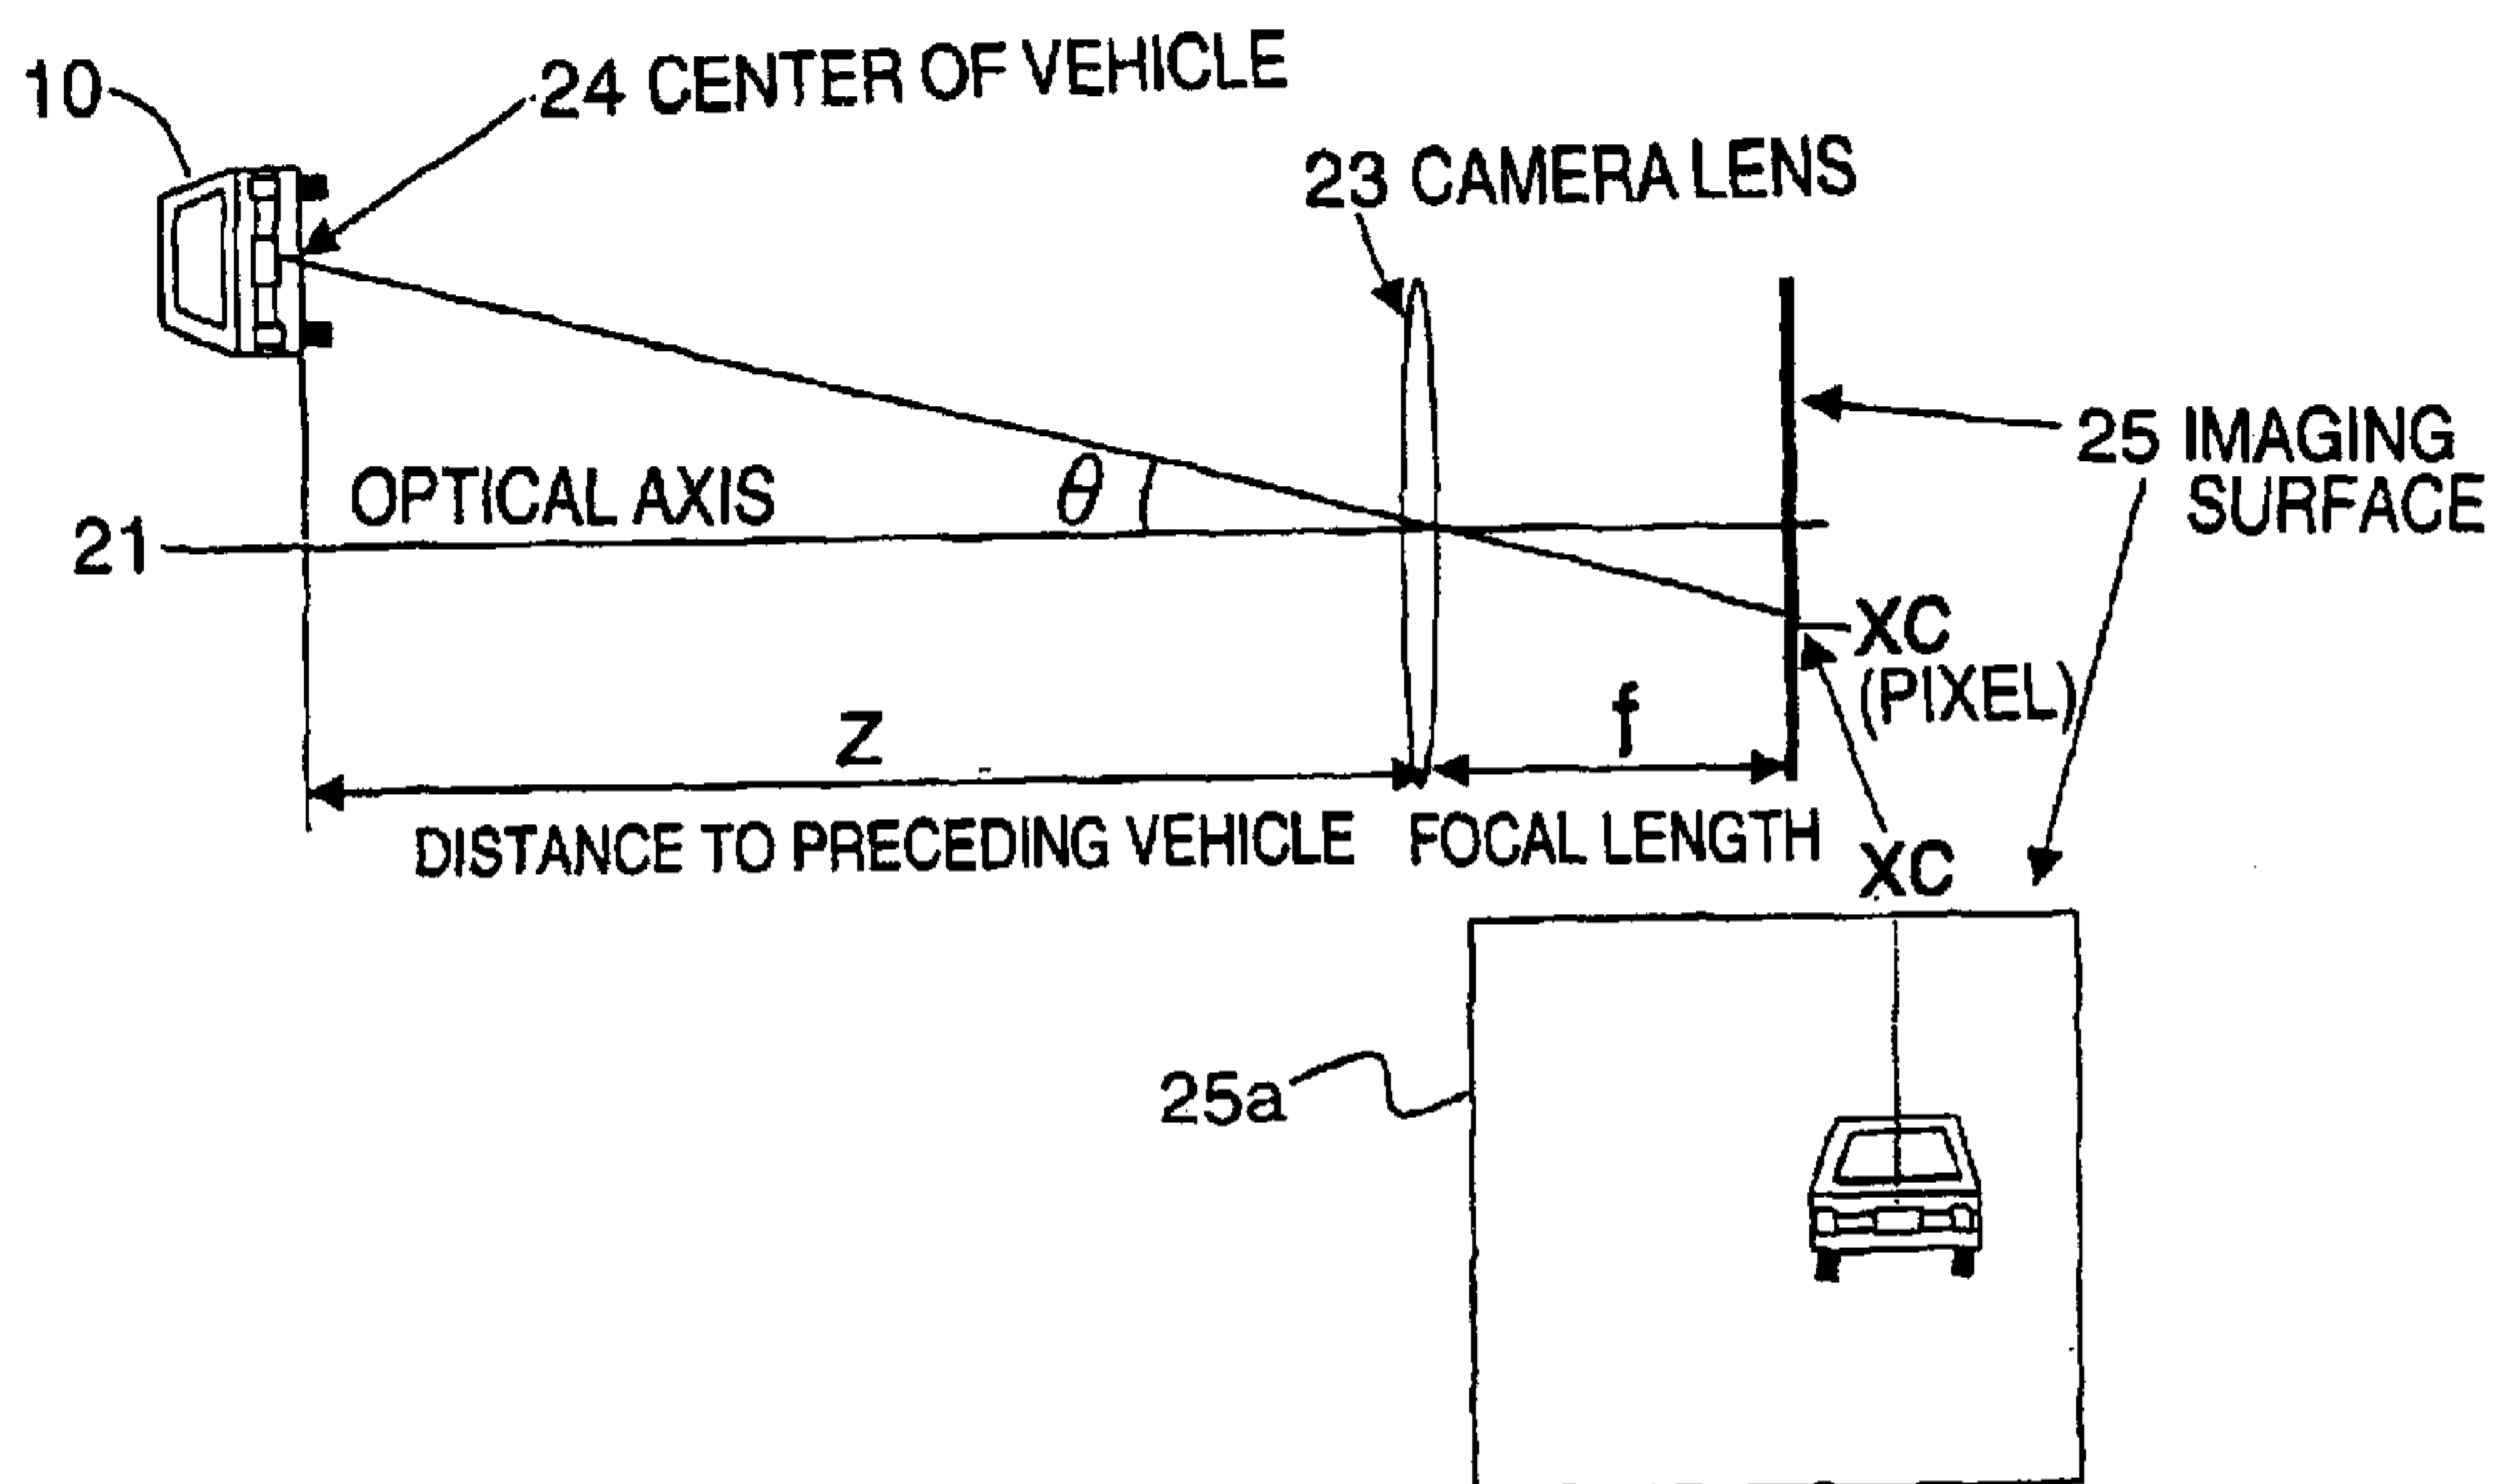 10
24 CENTER OF VEHICLE
23 CAMERA LENS
25 IMAGING
SURFACE
OPTICAL AXIS
θ
21
XC
(PIXEL)
Z
f
DISTANCE TO PRECEDING VEHICLE
FOCAL LENGTH
XC
25a